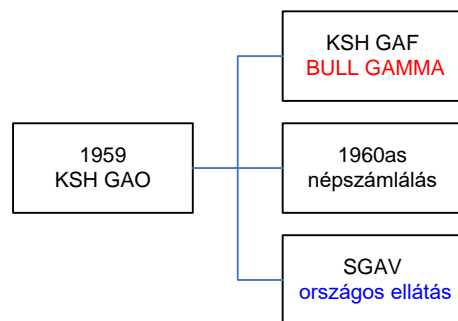 1959
KSH GAO
KSH GAF
BULL GAMMA
1960as
népszámlálás
SGAV
országos ellátás